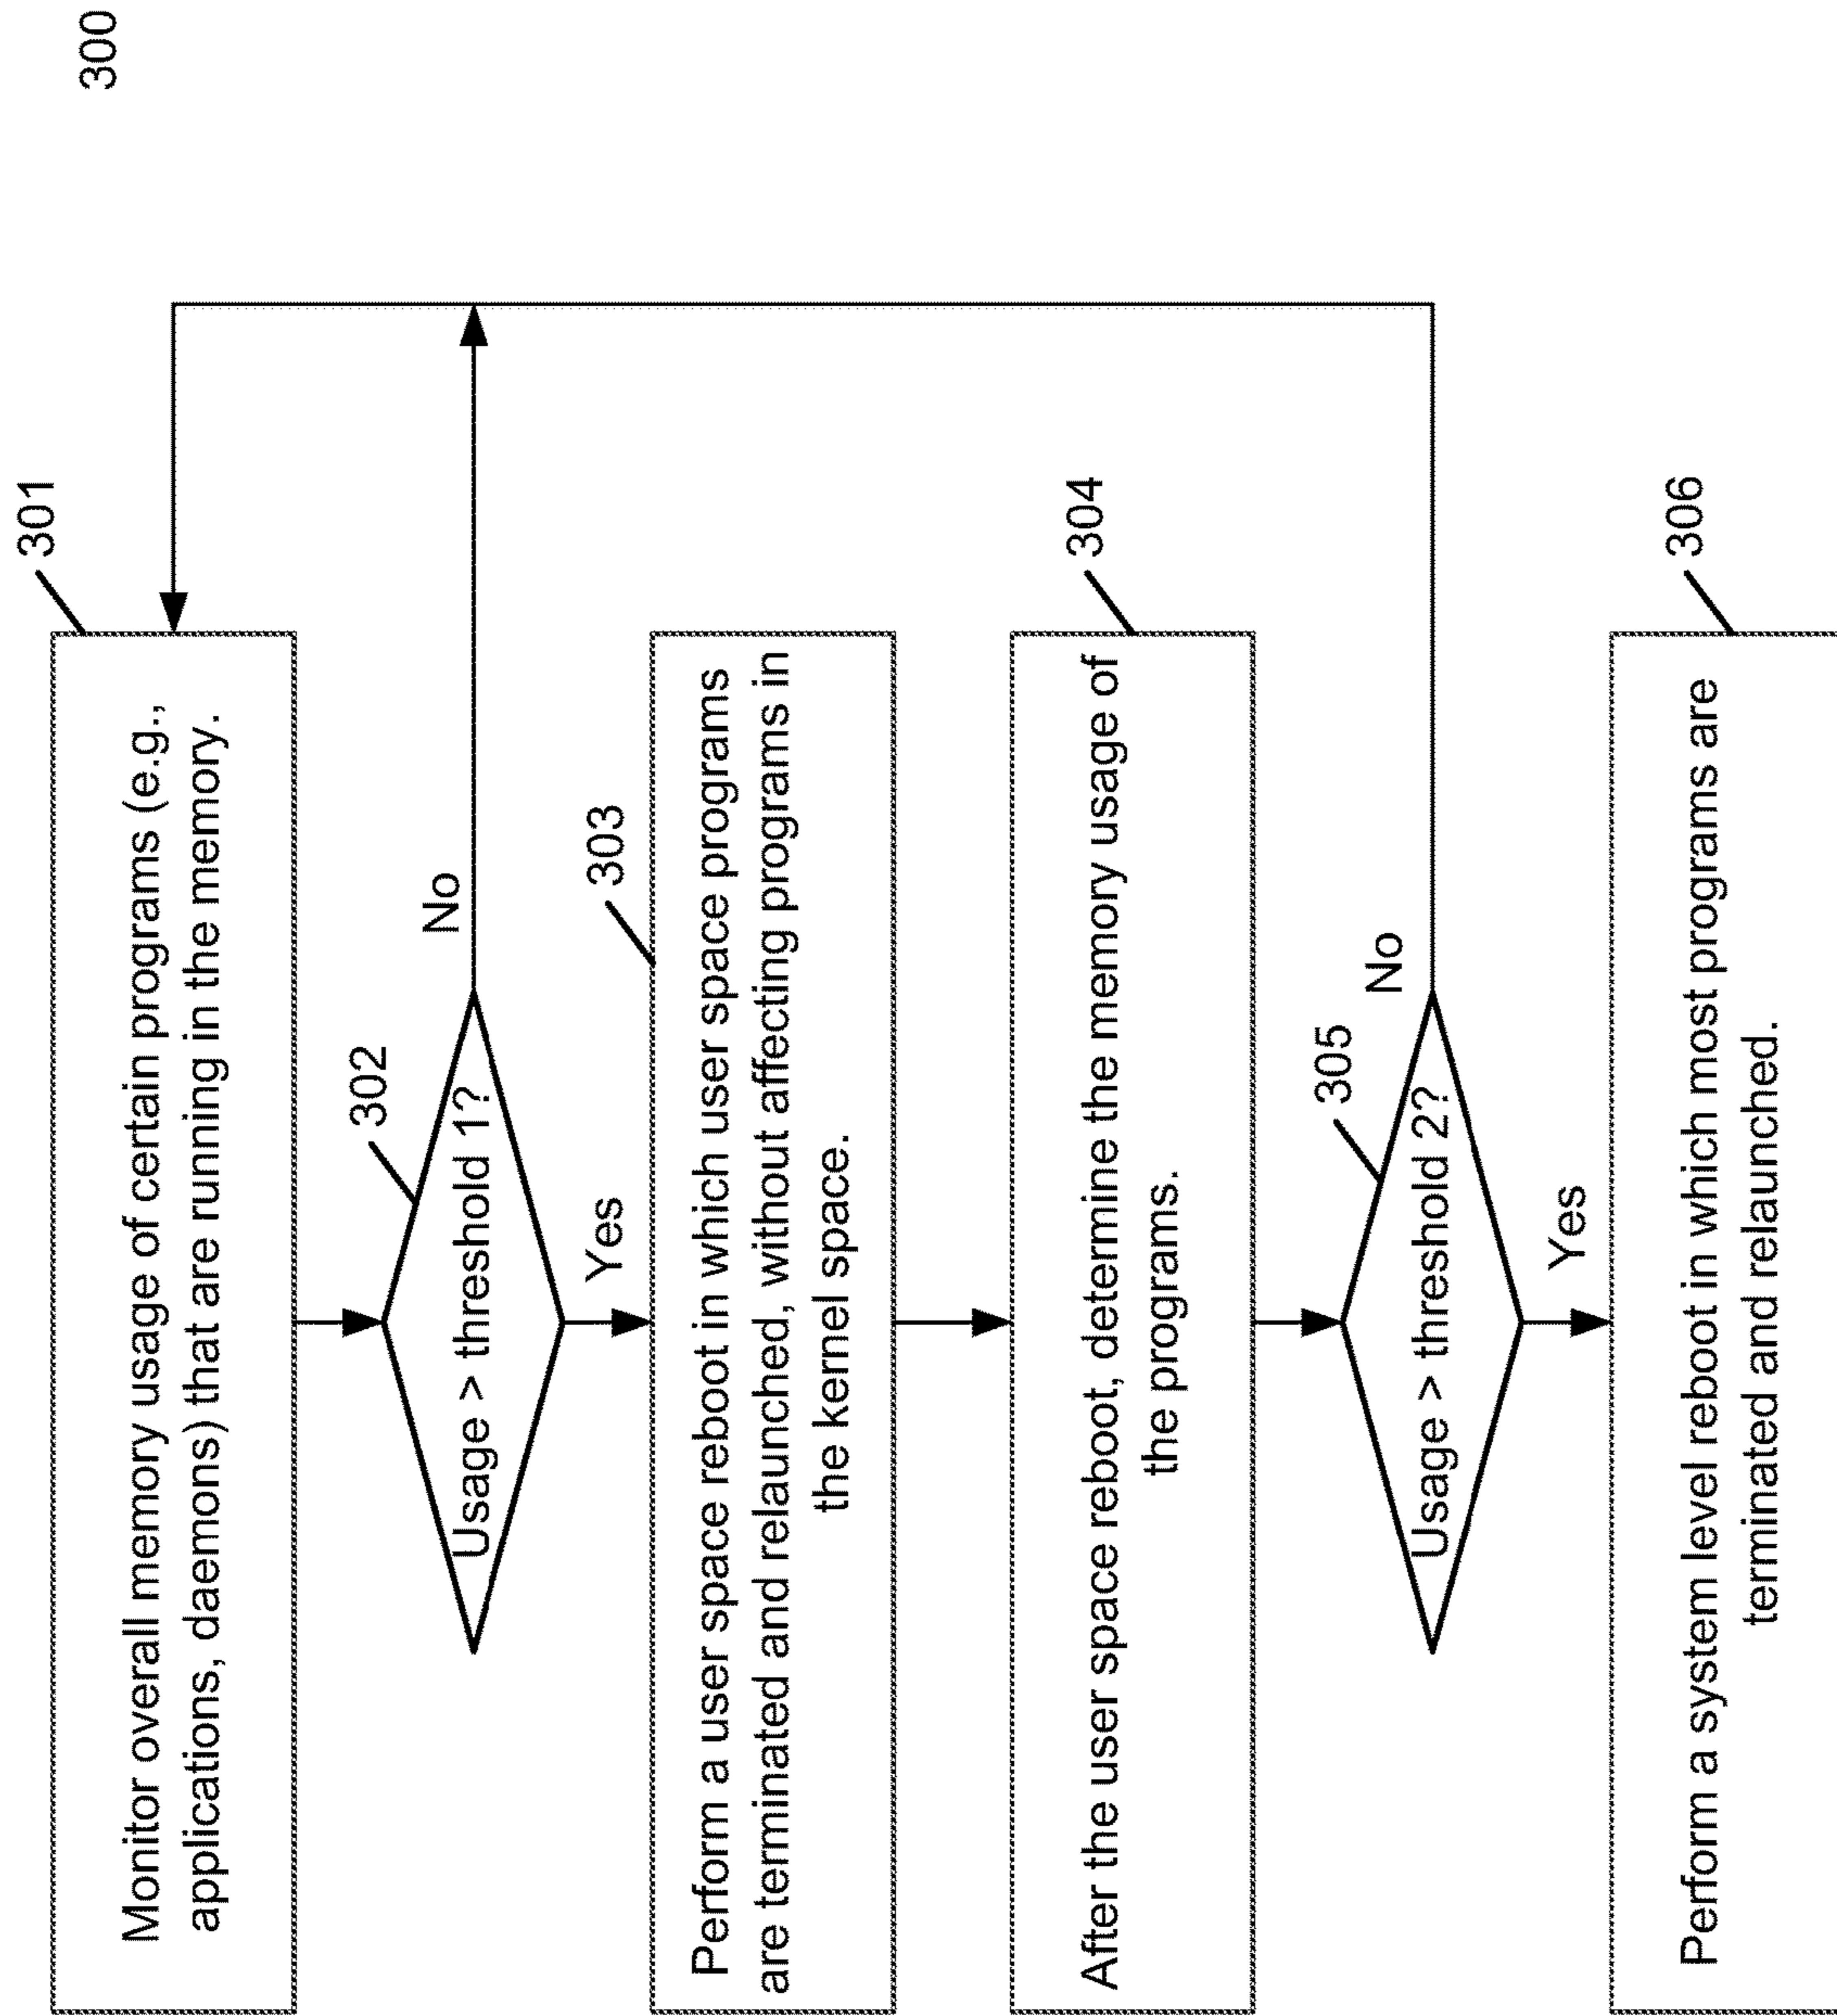 300
301
Monitor overall memory usage of certain programs (e.g.,
applications, daemons) that are running in the memory.
302
Usage > threshold 1?
No
Yes
303
Perform a user space reboot in which user space programs
are terminated and relaunched, without affecting programs in
the kernel space.
304
After the user space reboot, determine the memory usage of
the programs.
305
Usage > threshold 2?
No
Yes
306
Perform a system level reboot in which most programs are
terminated and relaunched.